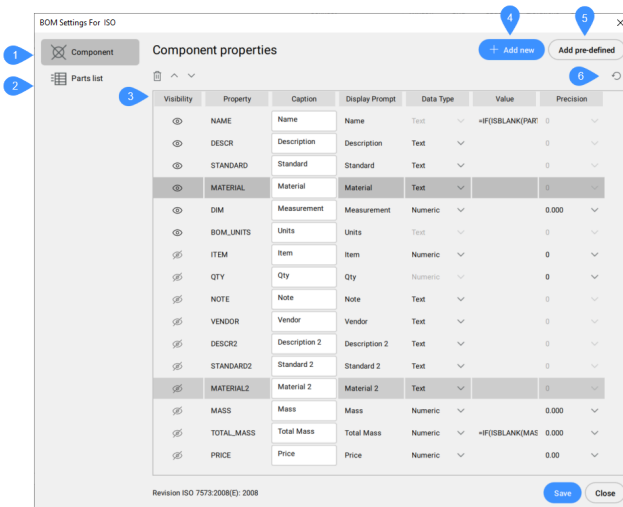 4
5
BOM Settings For ISO
1
Component
Component properties
+ Add new
Add pre-defined
2
Parts list
6
3
Visibility Property Caption Display Prompt Data Type Value Precision
NAME Name Name Text =IF(ISBLANK(PART 0
DESCR Description Description Text 0
STANDARD Standard Standard Text 0
MATERIAL Material Material Text 0
DIM Measurement Measurement Numeric 0.000
BOM_UNITS Units Units Text 0
ITEM Item Item Numeric 0
QTY Qty Qty Numeric 0
NOTE Note Note Text 0
VENDOR Vendor Vendor Text 0
DESCR2 Description 2 Description 2 Text 0
STANDARD2 Standard 2 Standard 2 Text 0
MATERIAL2 Material 2 Material 2 Text 0
MASS Mass Mass Numeric 0.000
TOTAL_MASS Total Mass Total Mass Numeric =IF(ISBLANK(MAS 0.000
PRICE Price Price Numeric 0.00
Revision ISO 7573:2008(E): 2008
Save
Close